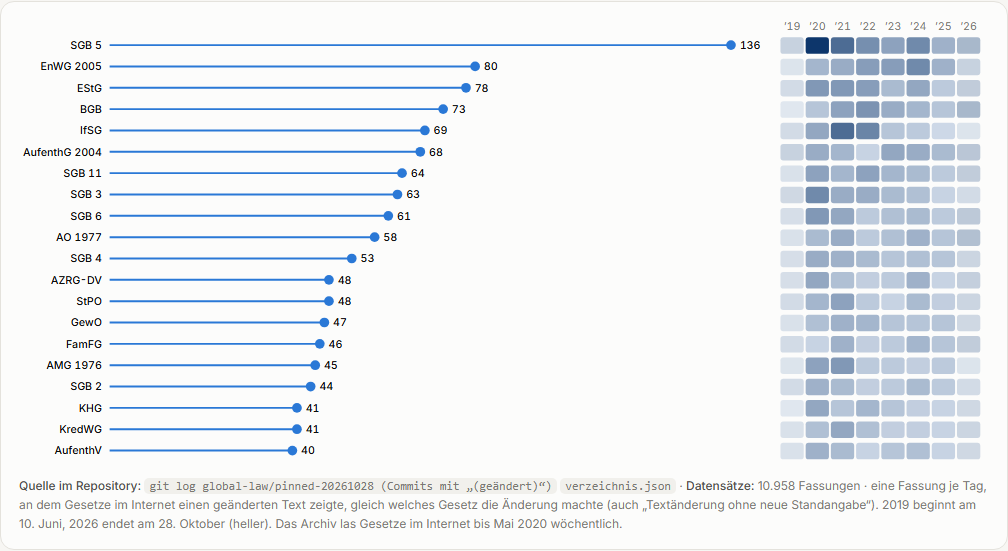 ’19 ’20 ’21 ’22 ’23 ’24 ’25 ’26
SGB 5 136
EnWG 2005 80
EStG 78
BGB 73
IfSG 69
AufenthG 2004 68
SGB 11 64
SGB 3 63
SGB 6 61
AO 1977 58
SGB 4 53
AZRG-DV 48
StPO 48
GewO 47
FamFG 46
AMG 1976 45
SGB 2 44
KHG 41
KredWG 41
AufenthV 40
Quelle im Repository: git log global-law/pinned-20261028 (Commits mit „(geändert)“) verzeichnis.json · Datensätze: 10.958 Fassungen · eine Fassung je Tag,
an dem Gesetze im Internet einen geänderten Text zeigte, gleich welches Gesetz die Änderung machte (auch „Textänderung ohne neue Standangabe“). 2019 beginnt am
10. Juni, 2026 endet am 28. Oktober (heller). Das Archiv las Gesetze im Internet bis Mai 2020 wöchentlich.